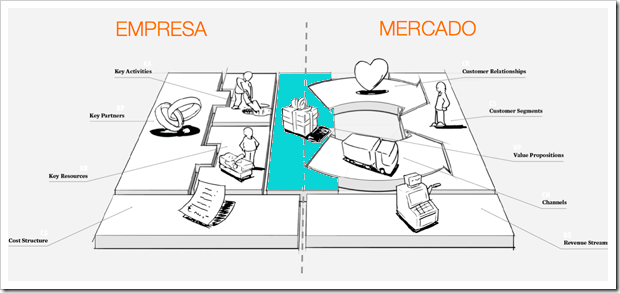 EMPRESA
MERCADO
Key Activities
Customer Relationships
Key Partners
Customer Segments
Value Propositions
Key Resources
Channels
Cost Structure
Revenue Stream